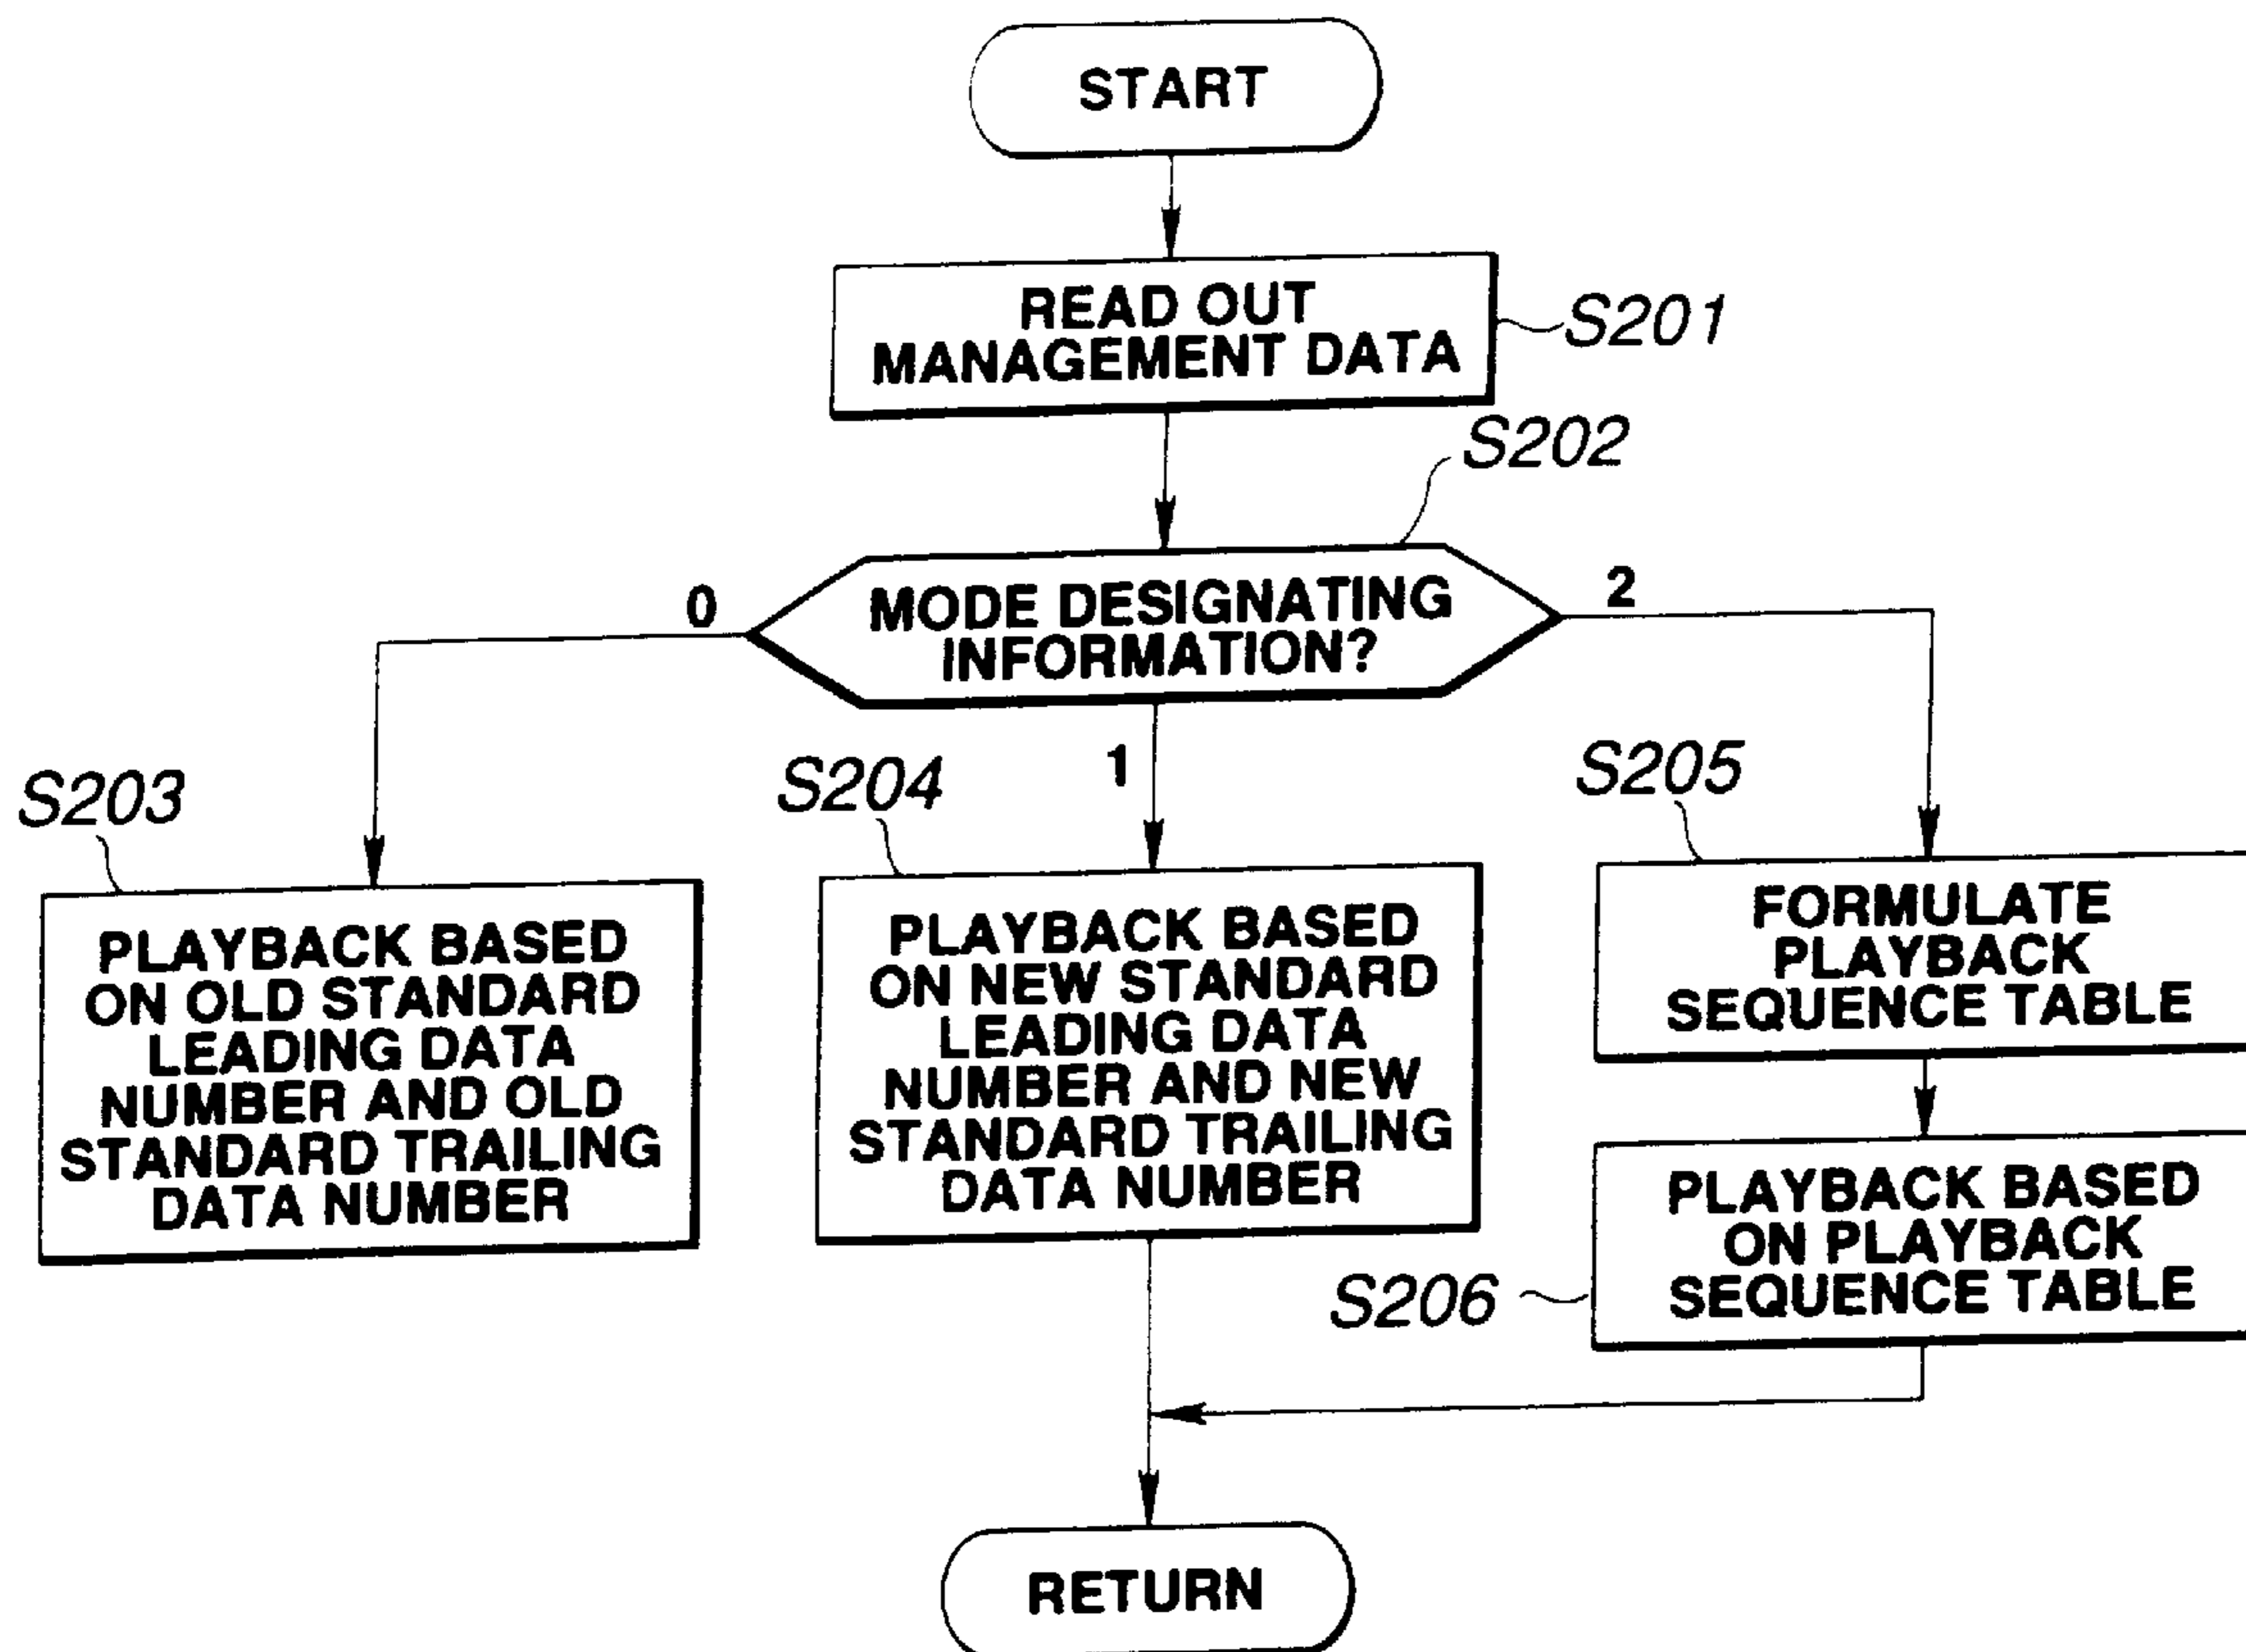 START
READ OUT
MANAGEMENT DATA
S201
S202
MODE DESIGNATING
INFORMATION?
0
1
2
S203
PLAYBACK BASED
ON OLD STANDARD
LEADING DATA
NUMBER AND OLD
STANDARD TRAILING
DATA NUMBER
S204
PLAYBACK BASED
ON NEW STANDARD
LEADING DATA
NUMBER AND NEW
STANDARD TRAILING
DATA NUMBER
S205
FORMULATE
PLAYBACK
SEQUENCE TABLE
PLAYBACK BASED
ON PLAYBACK
SEQUENCE TABLE
S206
RETURN